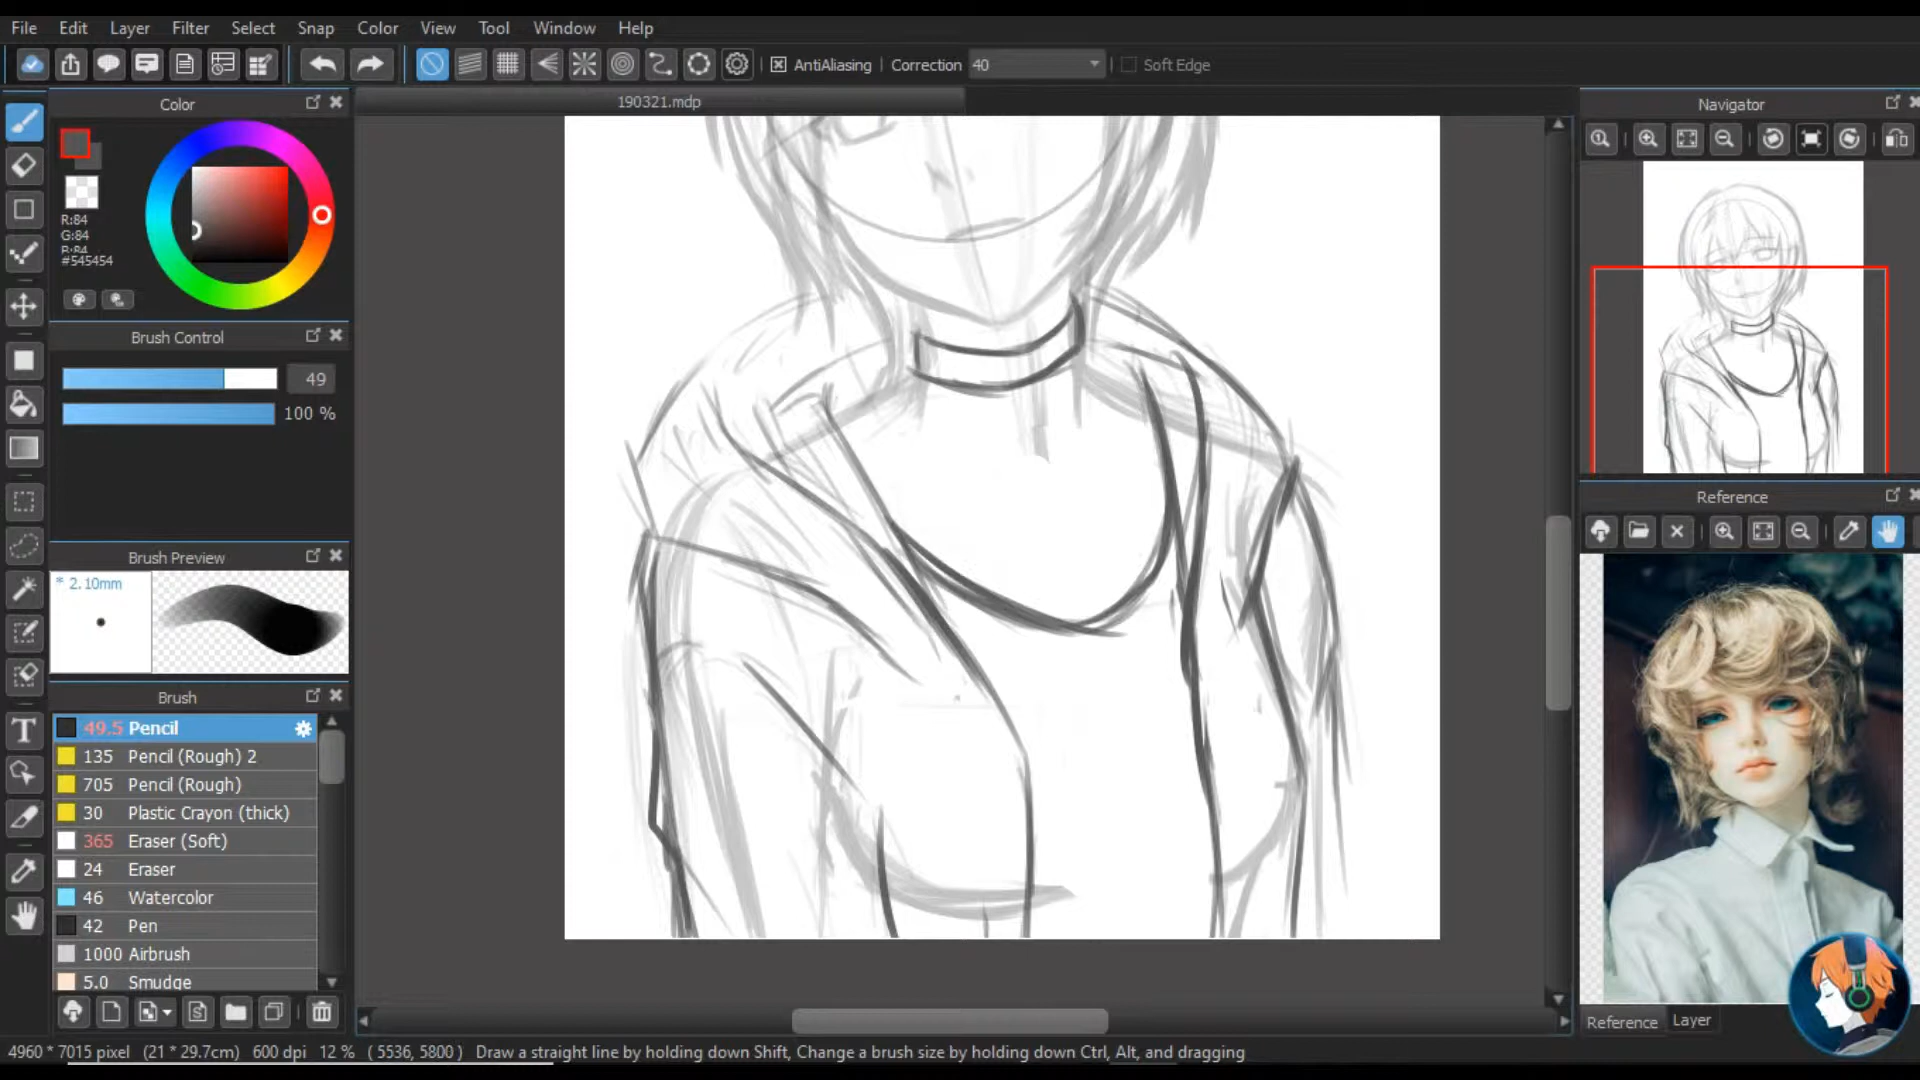 File Edit Layer Filter Select Snap Color View Tool Window Help
AntiAliasing Correction 40 Soft Edge
Color
190321.mdp
Navigator
R:84
G:84
B:84
#545454
Brush Control
49
100 %
Reference
Brush Preview
* 2.10mm
Brush
49.5 Pencil
135 Pencil (Rough) 2
705 Pencil (Rough)
30 Plastic Crayon (thick)
365 Eraser (Soft)
24 Eraser
46 Watercolor
42 Pen
1000 Airbrush
5.0 Smudge
Reference Layer
4960 * 7015 pixel (21 * 29.7cm) 600 dpi 12 % ( 5536, 5800 ) Draw a straight line by holding down Shift, Change a brush size by holding down Ctrl, Alt, and dragging